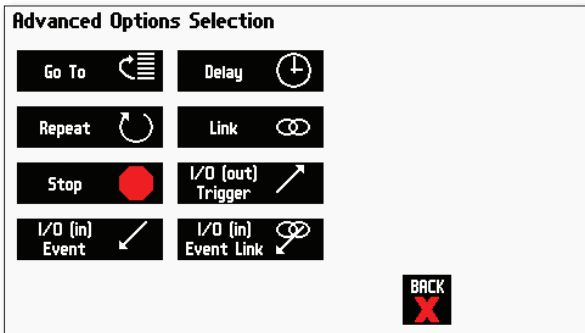 Advanced Options Selection
Go To
Delay
Repeat
Link
Stop
I/O (out)
Trigger
I/O (in)
Event
I/O (in)
Event Link
BACK